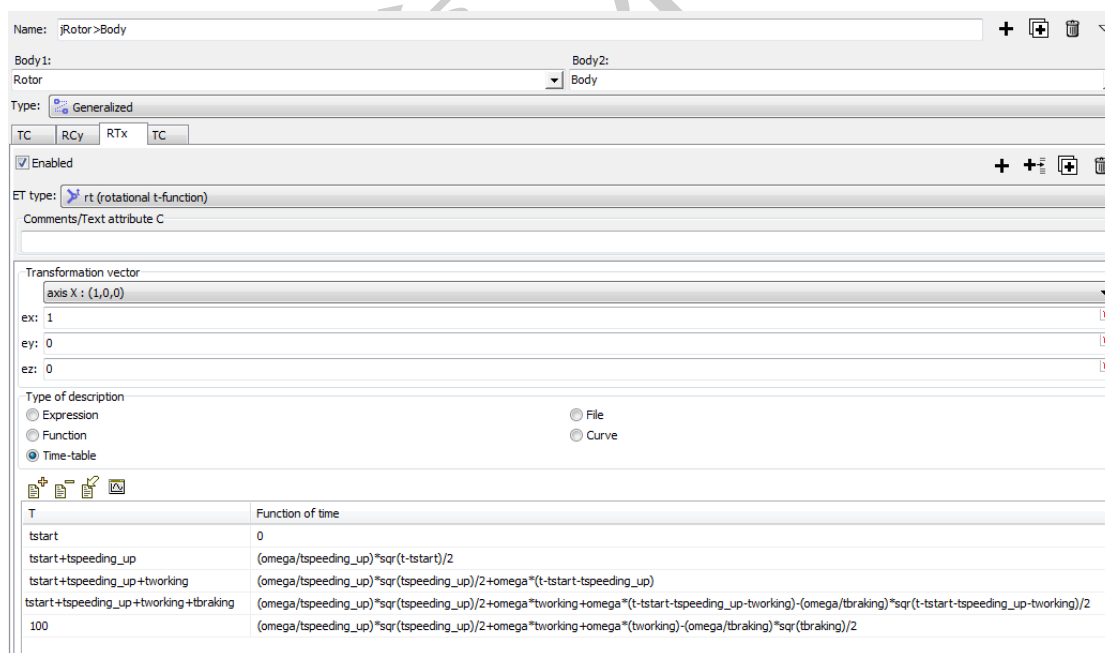 Name: jRotor>Body
Body1: Body2:
Rotor Body
Type: Generalized
TC RCy RTx TC
Enabled
ET type: rt (rotational t-function)
Comments/Text attribute C
Transformation vector
axis X : (1,0,0)
ex: 1
ey: 0
ez: 0
Type of description
Expression File
Function Curve
Time-table
T Function of time
tstart 0
tstart+tspeeding_up (omega/tspeeding_up)*sqr(t-tstart)/2
tstart+tspeeding_up+tworking (omega/tspeeding_up)*sqr(tspeeding_up)/2+omega*(t-tstart-tspeeding_up)
tstart+tspeeding_up+tworking+tbraking (omega/tspeeding_up)*sqr(tspeeding_up)/2+omega*tworking+omega*(t-tstart-tspeeding_up-tworking)-(omega/tbraking)*sqr(t-tstart-tspeeding_up-tworking)/2
100 (omega/tspeeding_up)*sqr(tspeeding_up)/2+omega*tworking+omega*(tworking)-(omega/tbraking)*sqr(tbraking)/2